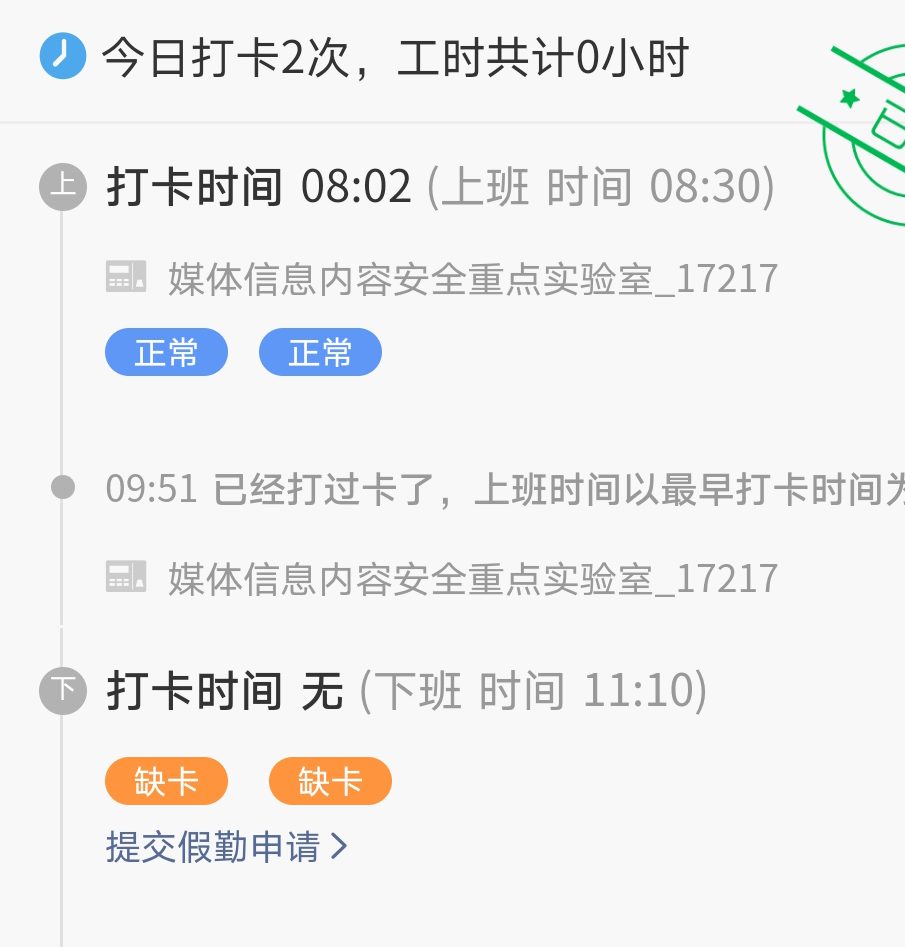 今日打卡2次，工时共计0小时
已
上 打卡时间 08:02 (上班 时间 08:30)
媒体信息内容安全重点实验室_17217
正常 正常
09:51 已经打过卡了，上班时间以最早打卡时间为
媒体信息内容安全重点实验室_17217
下 打卡时间 无 (下班 时间 11:10)
缺卡 缺卡
提交假勤申请